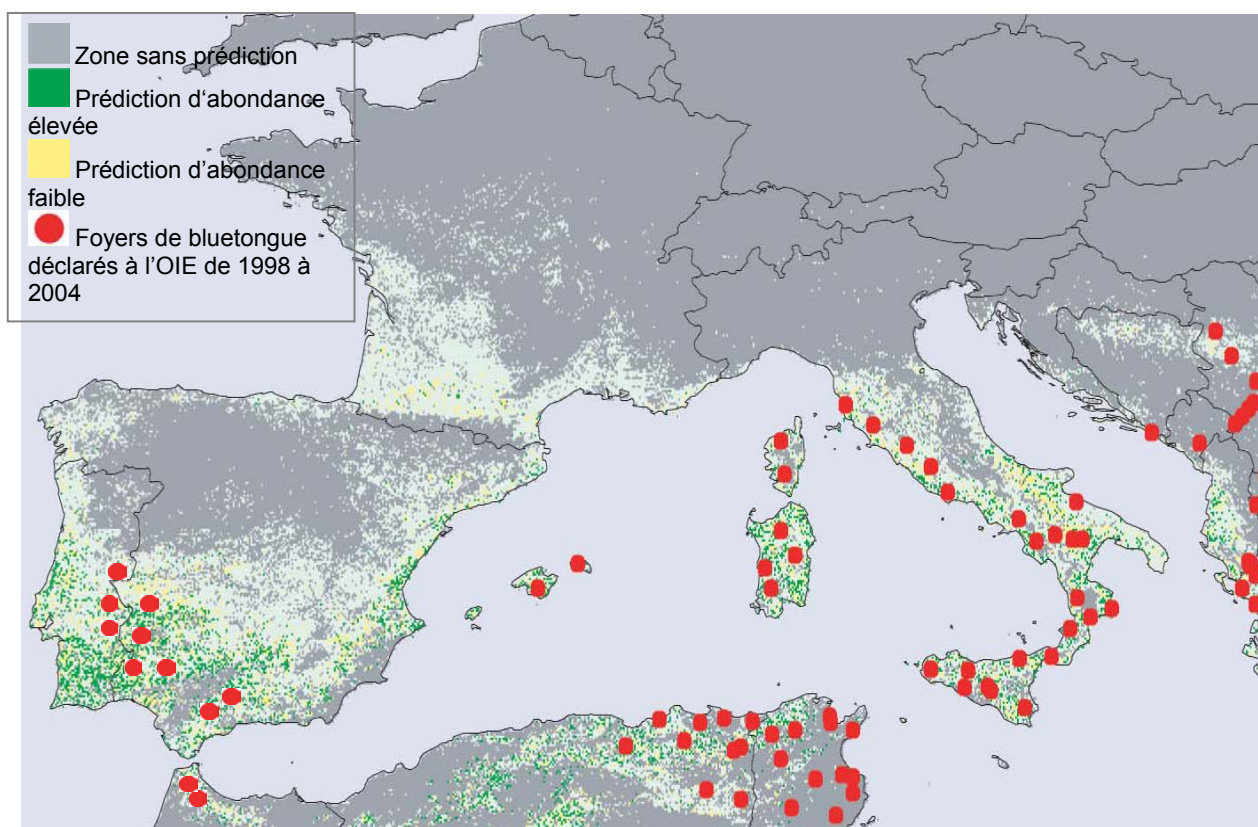 Zone sans prédiction
Prédiction d‘abondance
élevée
Prédiction d’abondance
faible
Foyers de bluetongue
déclarés à l’OIE de 1998 à
2004